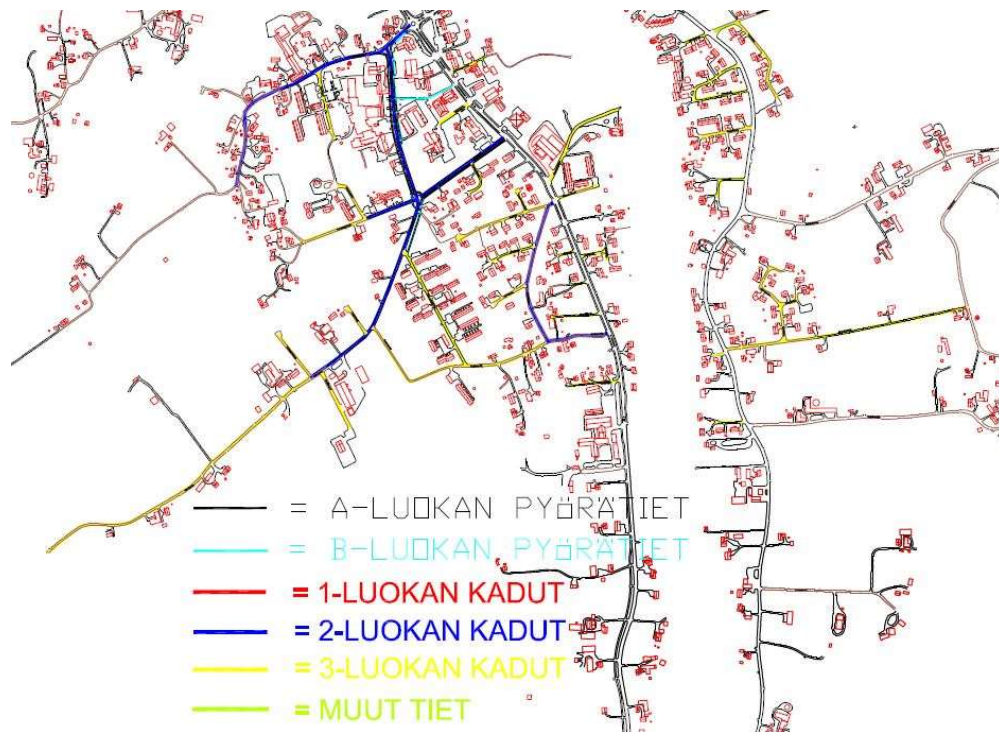 = A-LUOKAN PYÖRÄTIET
= B-LUOKAN PYÖRÄTIET
= 1-LUOKAN KADUT
= 2-LUOKAN KADUT
= 3-LUOKAN KADUT
= MUUT TIET